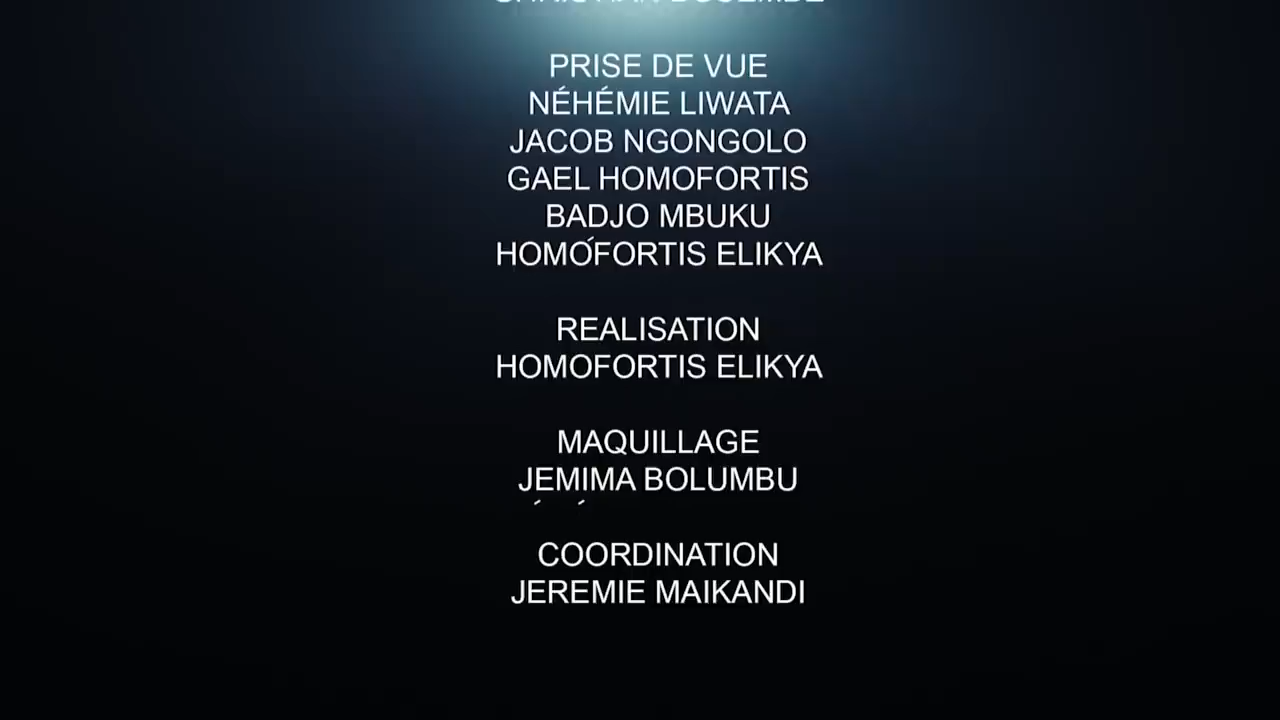 PRISE DE VUE
NÉHÉMIE LIWATA
JACOB NGONGOLO
GAEL HOMOFORTIS
BADJO MBUKU
HOMOFORTIS ELIKYA
REALISATION
HOMOFORTIS ELIKYA
MAQUILLAGE
JEMIMA BOLUMBU
COORDINATION
JEREMIE MAIKANDI